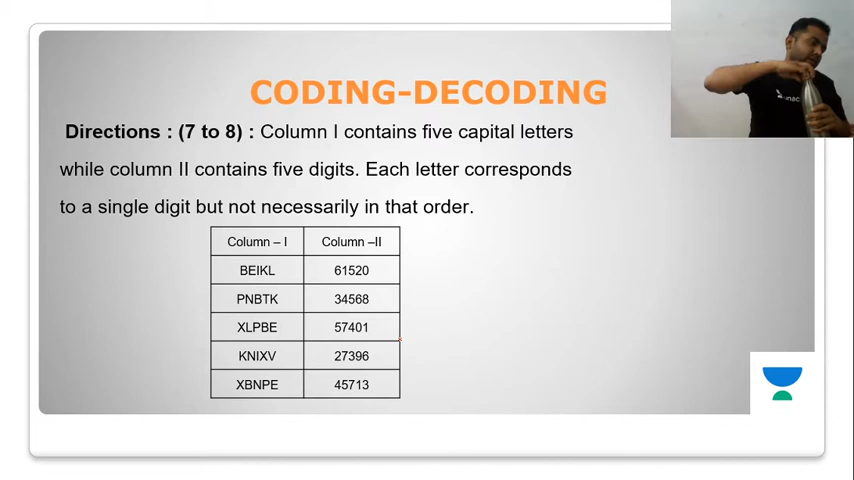 CODING-DECODING
Directions : (7 to 8) : Column I contains five capital letters
while column II contains five digits. Each letter corresponds
to a single digit but not necessarily in that order.
Column – I Column –II
BEIKL 61520
PNBTK 34568
XLPBE 57401
KNIXV 27396
XBNPE 45713
unac